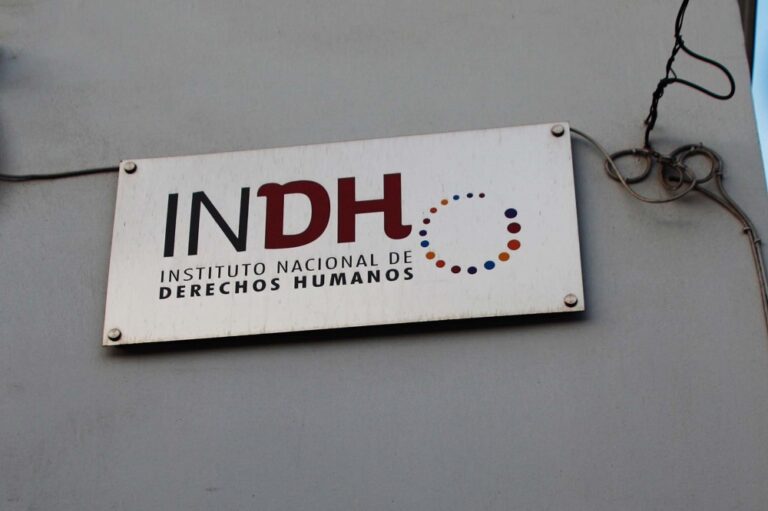 INDH
INSTITUTO NACIONAL DE
DERECHOS HUMANOS